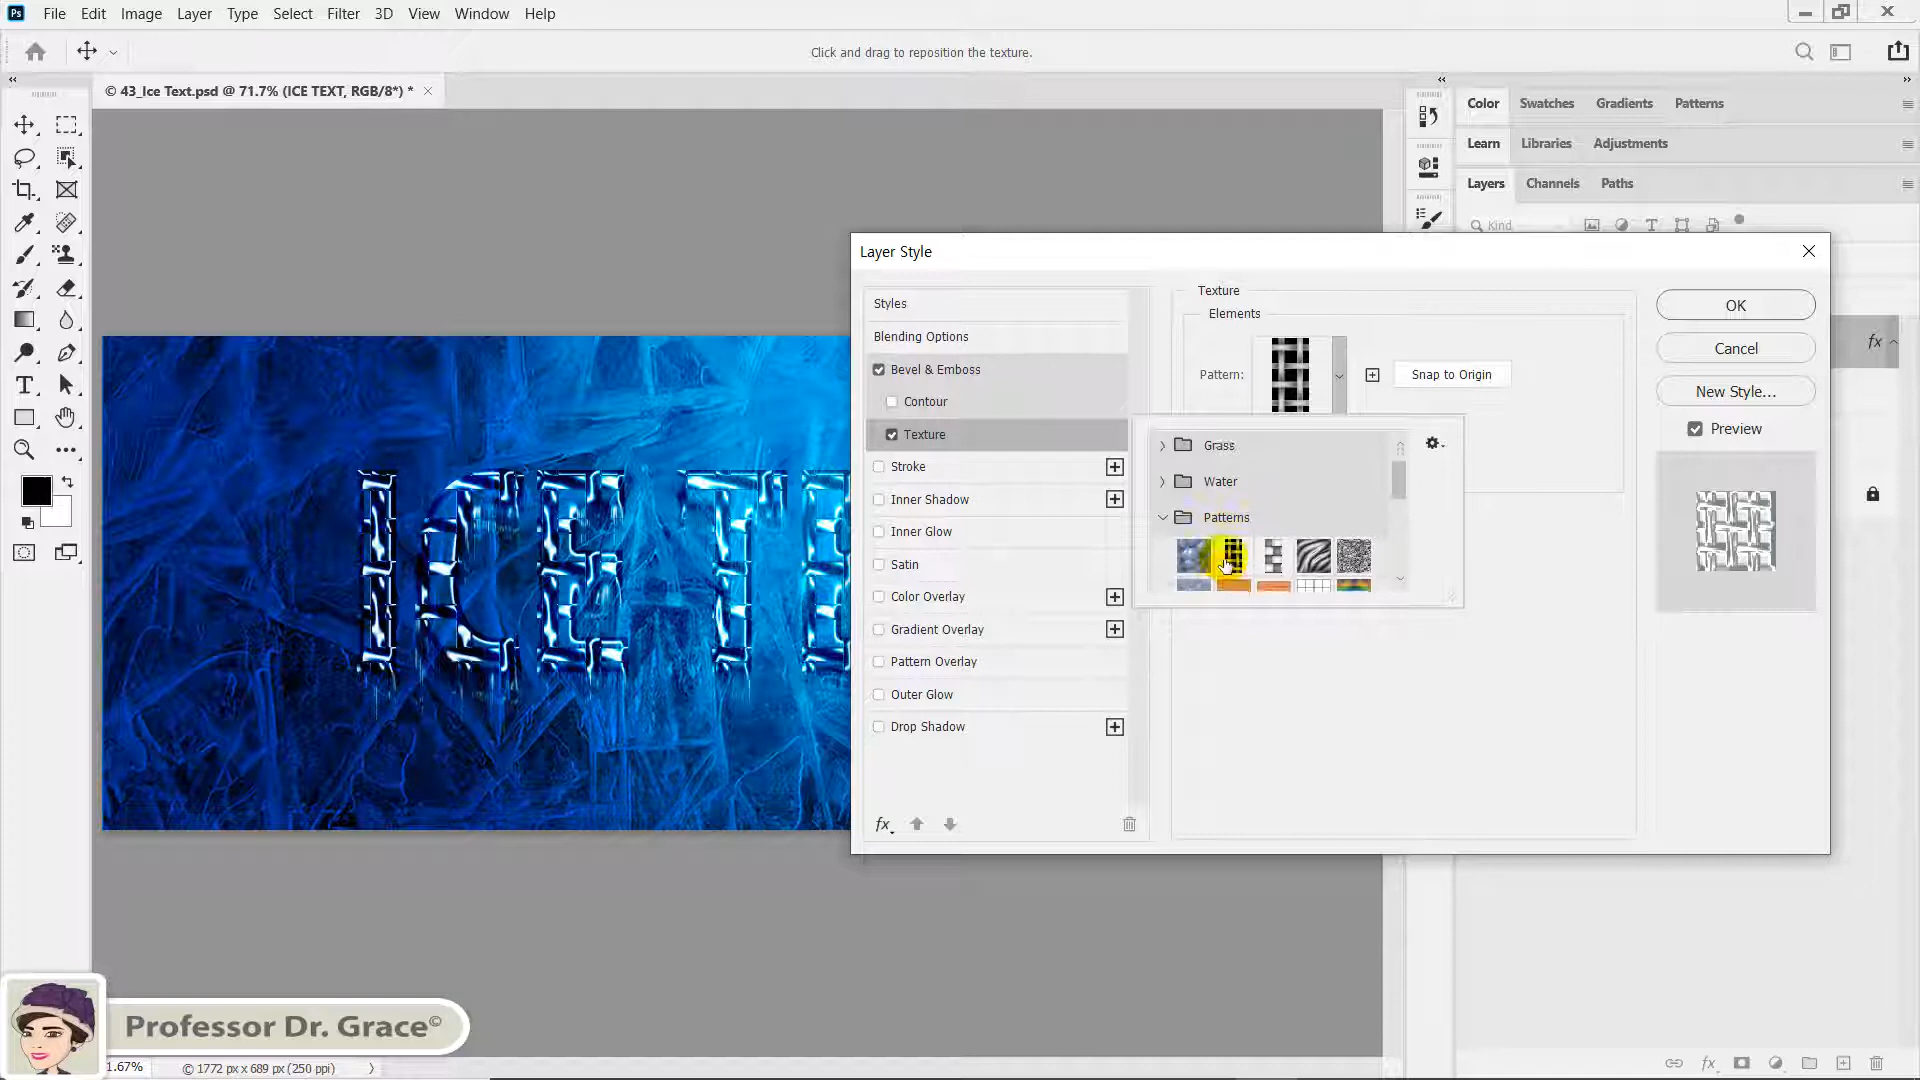 Ps File Edit Image Layer Type Select Filter 3D View Window Help
Click and drag to reposition the texture.
© 43_Ice Text.psd @ 71.7% (ICE TEXT, RGB/8*) *
Color Swatches Gradients Patterns
Learn Libraries Adjustments
Layers Channels Paths
Kind
Layer Style
Styles
Blending Options
Bevel & Emboss
Contour
Texture
Stroke
Inner Shadow
Inner Glow
Satin
Color Overlay
Gradient Overlay
Pattern Overlay
Outer Glow
Drop Shadow
fx
Texture
Elements
Pattern:
Snap to Origin
Grass
Water
Patterns
OK
Cancel
New Style...
Preview
fx
ICE TE
Professor Dr. Grace©
1.67%
© 1772 px x 689 px (250 ppi)
fx